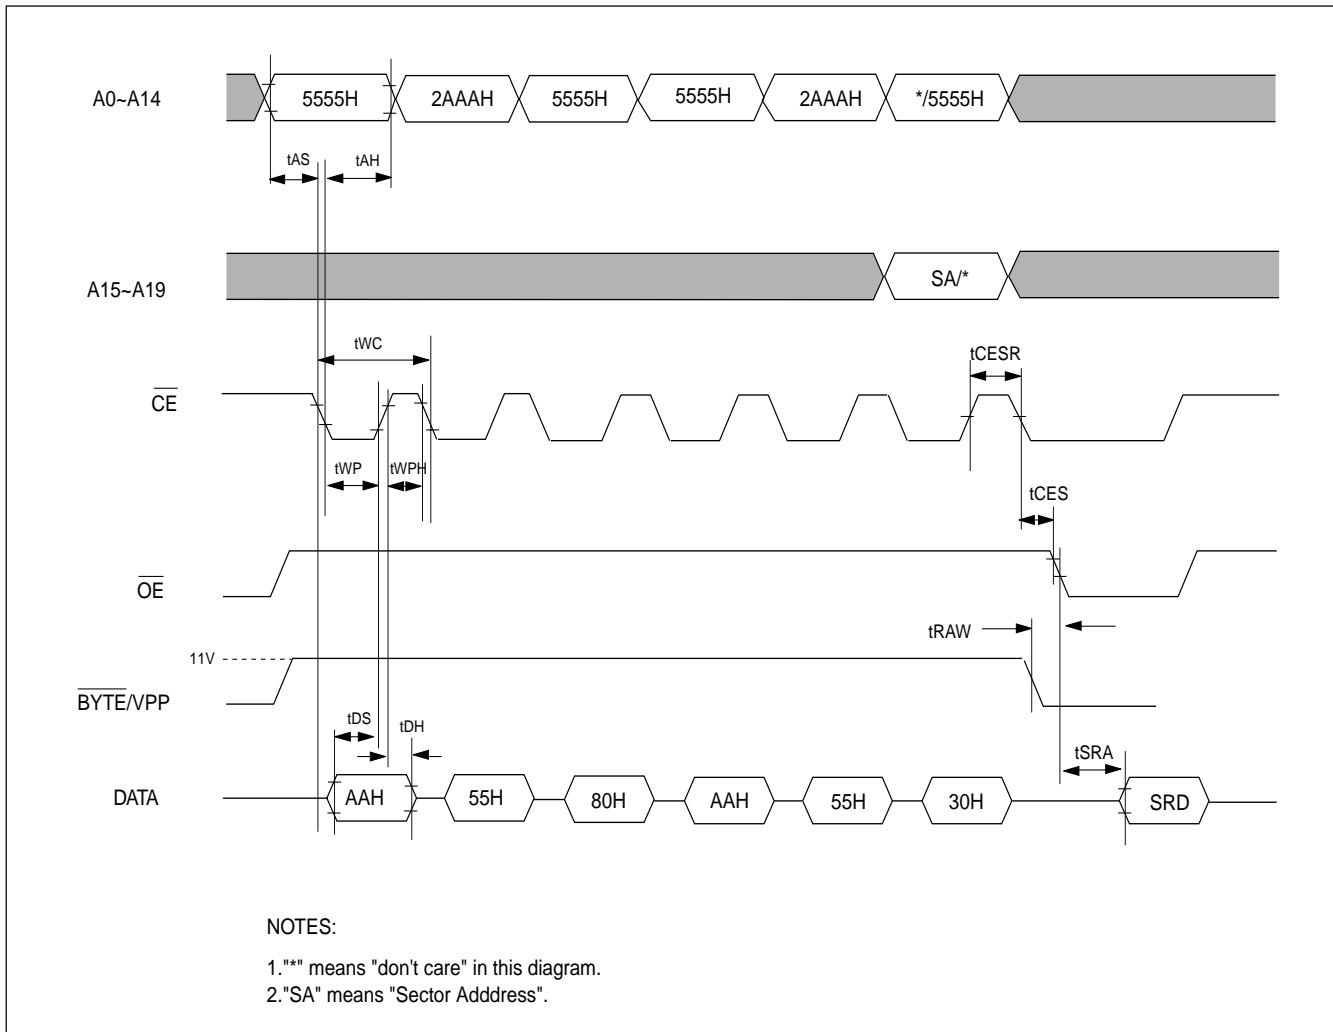 A0~A14
5555H
2AAAH
5555H
5555H
2AAAH
*/5555H
tAS
tAH
A15~A19
SA/*
tWC
tCESR
CE
tWP
tWPH
tCES
OE
tRAW
11V
BYTE/VPP
tDS
tDH
tSRA
DATA
AAH
55H
80H
AAH
55H
30H
SRD
NOTES:
1."*" means "don't care" in this diagram.
2."SA" means "Sector Adddress".